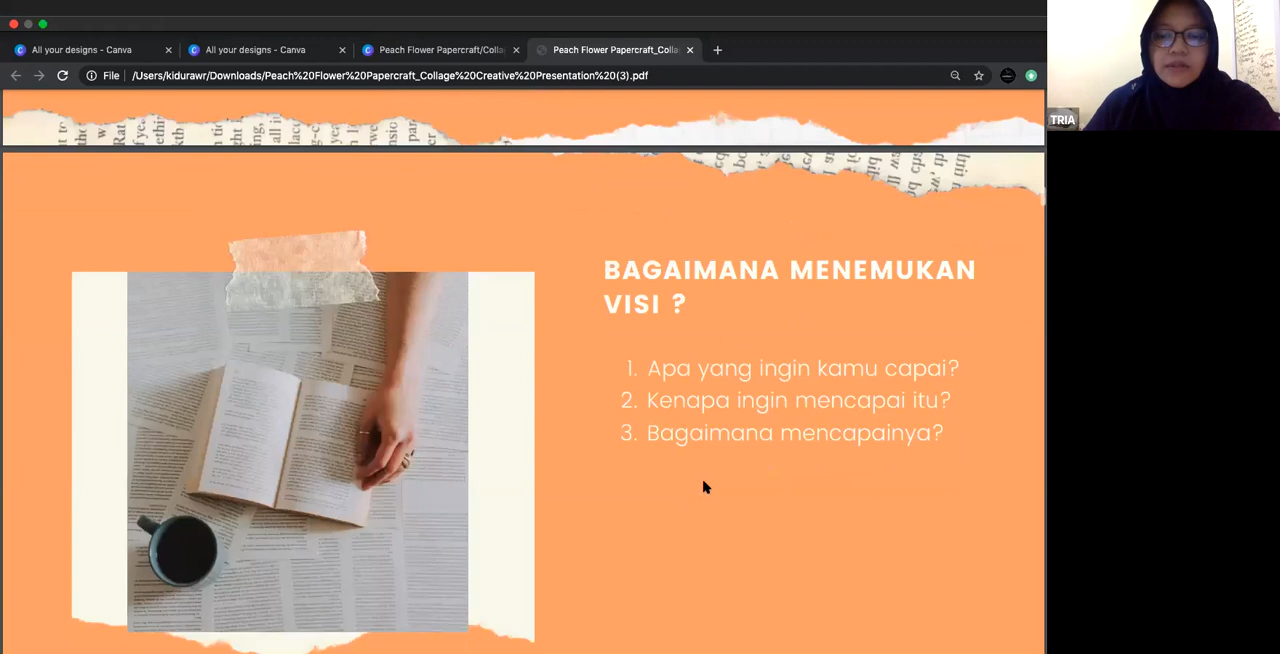 All your designs - Canva
All your designs - Canva
Peach Flower Papercraft/Colla
Peach Flower Papercraft_Colla
File
/Users/kidurawr/Downloads/Peach%20Flower%20Papercraft_Collage%20Creative%20Presentation%20(3).pdf
TRIA
BAGAIMANA MENEMUKAN
VISI ?
1. Apa yang ingin kamu capai?
2. Kenapa ingin mencapai itu?
3. Bagaimana mencapainya?